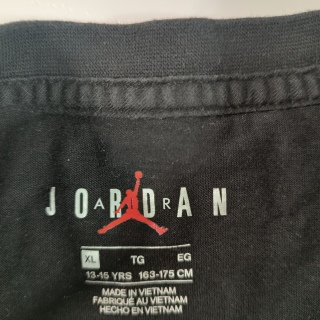 JORDAN
AIR
XL TG EG
13-15 YRS 163-175 CM
MADE IN VIETNAM
FABRIQUÉ AU VIETNAM
HECHO EN VIETNAM